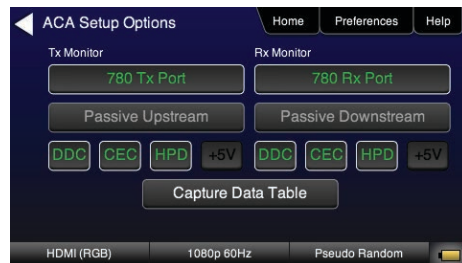 ACA Setup Options Home Preferences Help
Tx Monitor Rx Monitor
780 Tx Port 780 Rx Port
Passive Upstream Passive Downstream
DDC CEC HPD +5V DDC CEC HPD +5V
Capture Data Table
HDMI (RGB) 1080p 60Hz Pseudo Random